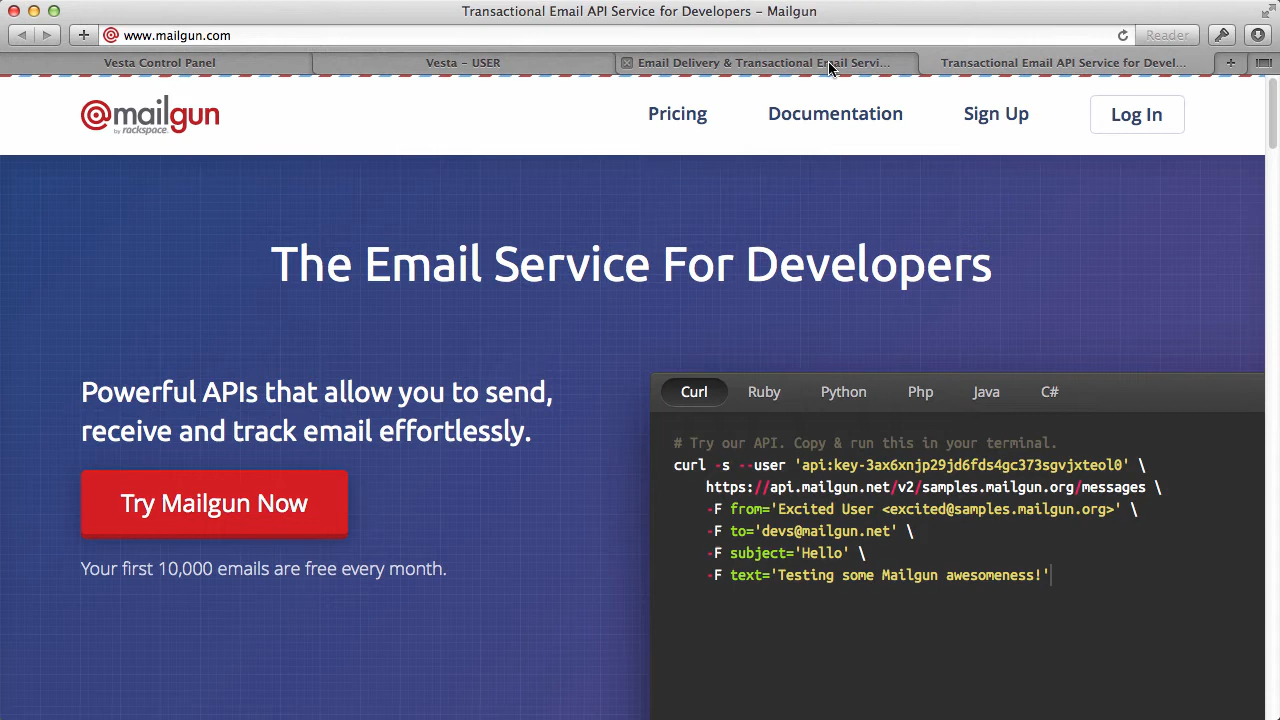 Transactional Email API Service for Developers – Mailgun
www.mailgun.com
Reader
Vesta Control Panel
Vesta – USER
Email Delivery & Transactional Email Servi...
Transactional Email API Service for Devel...
@mailgun
by rackspace.
Pricing
Documentation
Sign Up
Log In
The Email Service For Developers
Powerful APIs that allow you to send,
receive and track email effortlessly.
Try Mailgun Now
Your first 10,000 emails are free every month.
Curl
Ruby
Python
Php
Java
C#
# Try our API. Copy & run this in your terminal.
curl -s --user 'api:key-3ax6xnjp29jd6fds4gc373sgvjxteol0' \
https://api.mailgun.net/v2/samples.mailgun.org/messages \
-F from='Excited User <excited@samples.mailgun.org>' \
-F to='devs@mailgun.net' \
-F subject='Hello' \
-F text='Testing some Mailgun awesomeness!'